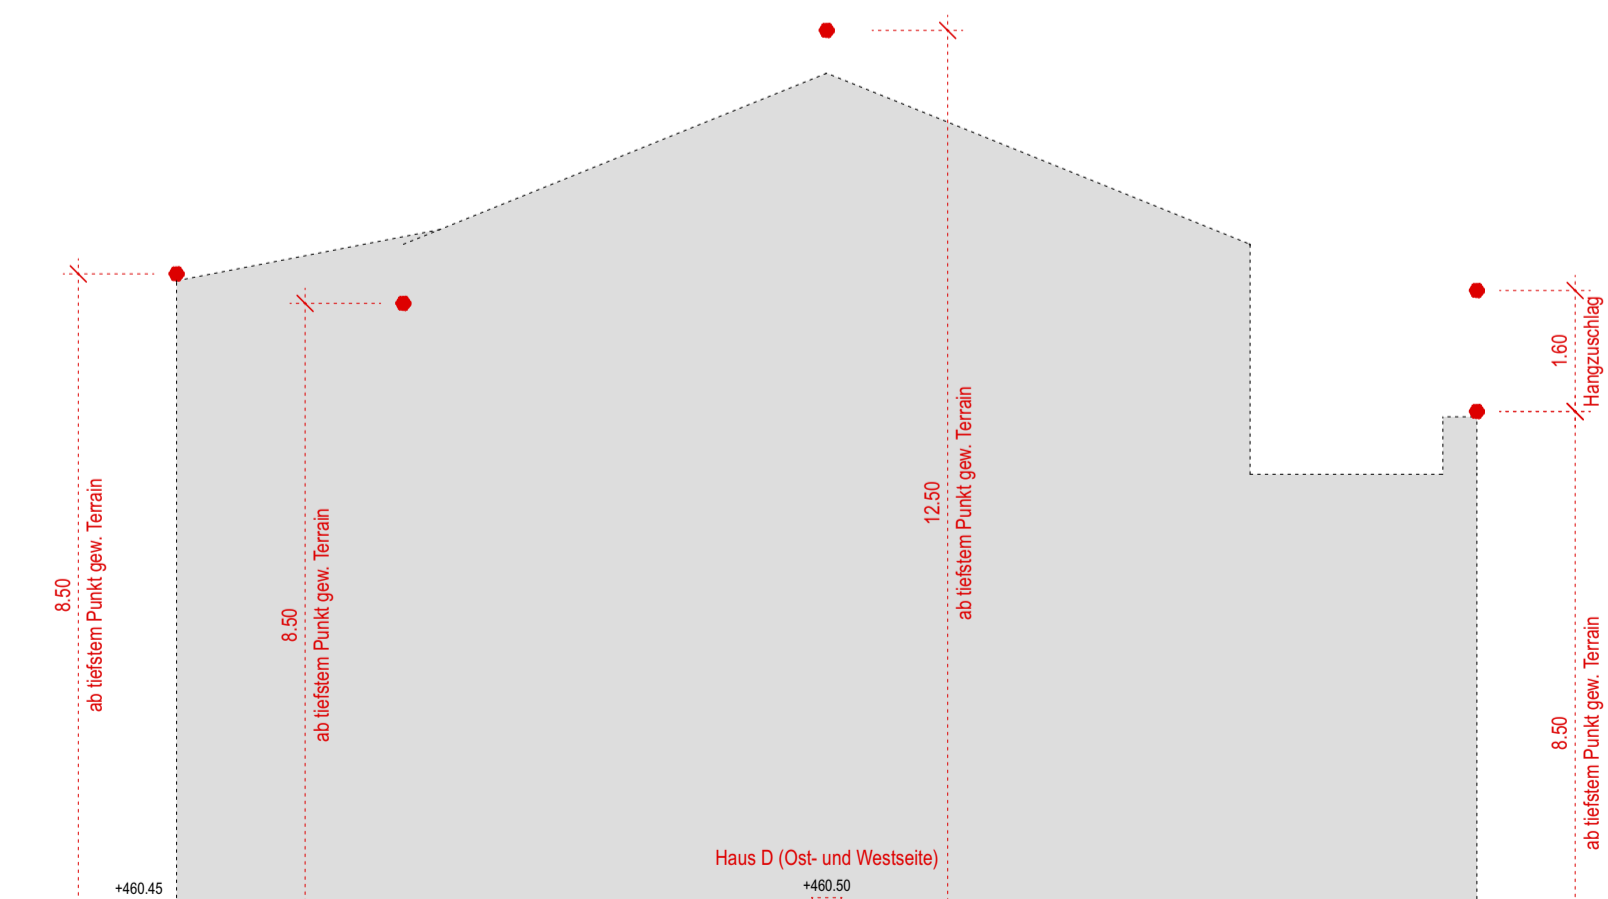 1.60
Hangzuschlag
12.50
ab tiefstem Punkt gew. Terrain
8.50
ab tiefstem Punkt gew. Terrain
8.50
ab tiefstem Punkt gew. Terrain
8.50
ab tiefstem Punkt gew. Terrain
Haus D (Ost- und Westseite)
+460.45
+460.50